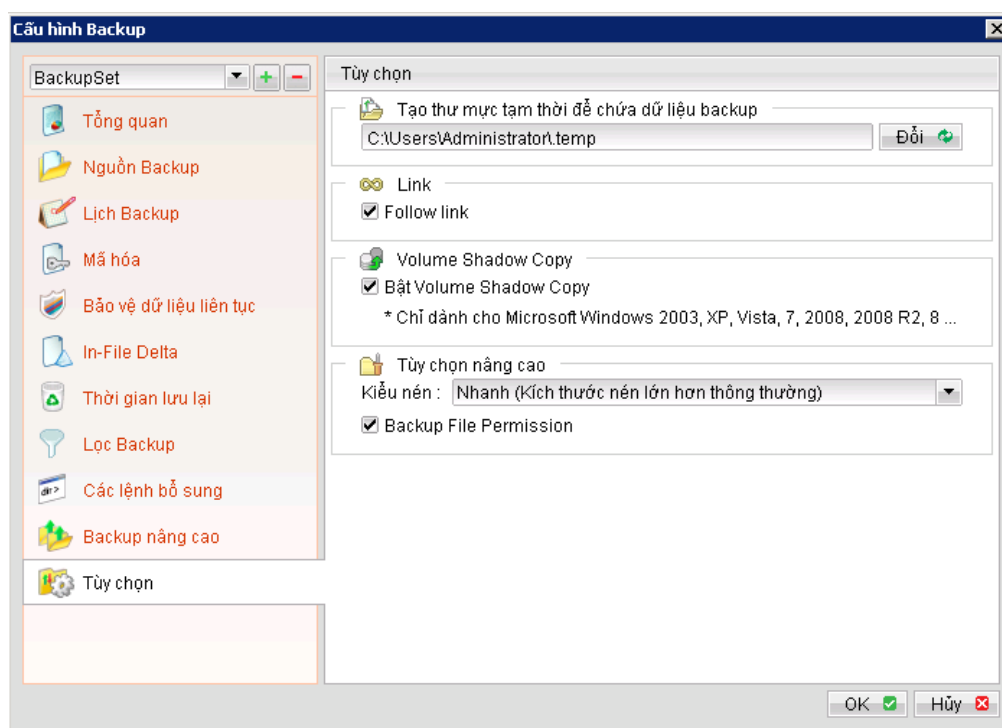 Cấu hình Backup
BackupSet
Tổng quan
Nguồn Backup
Lịch Backup
Mã hóa
Bảo vệ dữ liệu liên tục
In-File Delta
Thời gian lưu lại
Lọc Backup
Các lệnh bổ sung
Backup nâng cao
Tùy chọn
Tùy chọn
Tạo thư mục tạm thời để chứa dữ liệu backup
C:\Users\Administrator\.temp
Đổi
Link
Follow link
Volume Shadow Copy
Bật Volume Shadow Copy
* Chỉ dành cho Microsoft Windows 2003, XP, Vista, 7, 2008, 2008 R2, 8 ...
Tùy chọn nâng cao
Kiểu nén : Nhanh (Kích thước nén lớn hơn thông thường)
Backup File Permission
OK
Hủy